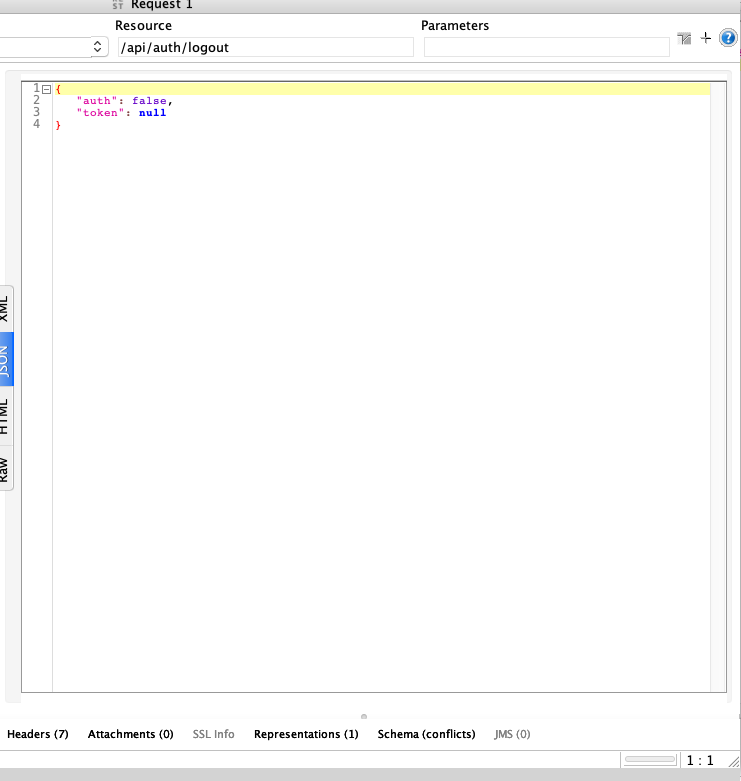 REST Request 1
Resource
Parameters
/api/auth/logout
1 {
2 "auth": false,
3 "token": null
4 }
XML
JSON
HTML
Raw
Headers (7) Attachments (0) SSL Info Representations (1) Schema (conflicts) JMS (0)
1 : 1